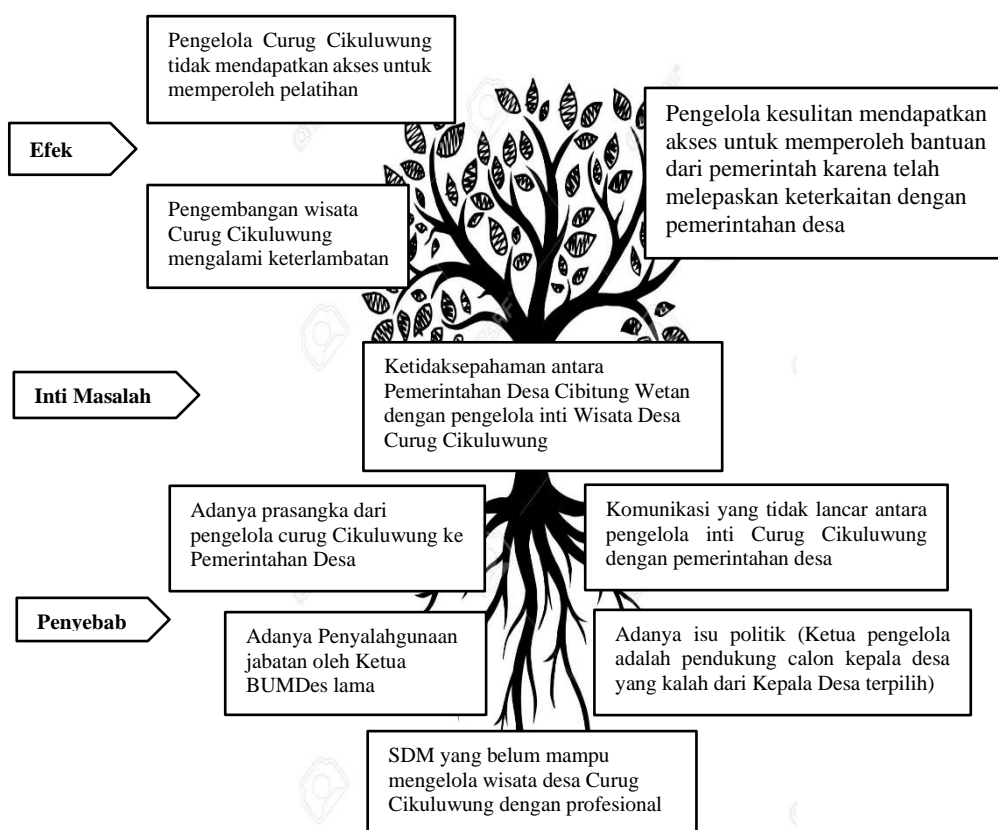 Pengelola Curug Cikuluwung
tidak mendapatkan akses untuk
memperoleh pelatihan
Efek
Pengelola kesulitan mendapatkan
akses untuk memperoleh bantuan
dari pemerintah karena telah
melepaskan keterkaitan dengan
pemerintahan desa
Pengembangan wisata
Curug Cikuluwung
mengalami keterlambatan
Inti Masalah
Ketidaksepahaman antara
Pemerintahan Desa Cibitung Wetan
dengan pengelola inti Wisata Desa
Curug Cikuluwung
Adanya prasangka dari
pengelola curug Cikuluwung ke
Pemerintahan Desa
Komunikasi yang tidak lancar antara
pengelola inti Curug Cikuluwung
dengan pemerintahan desa
Penyebab
Adanya Penyalahgunaan
jabatan oleh Ketua
BUMDes lama
Adanya isu politik (Ketua pengelola
adalah pendukung calon kepala desa
yang kalah dari Kepala Desa terpilih)
SDM yang belum mampu
mengelola wisata desa Curug
Cikuluwung dengan profesional